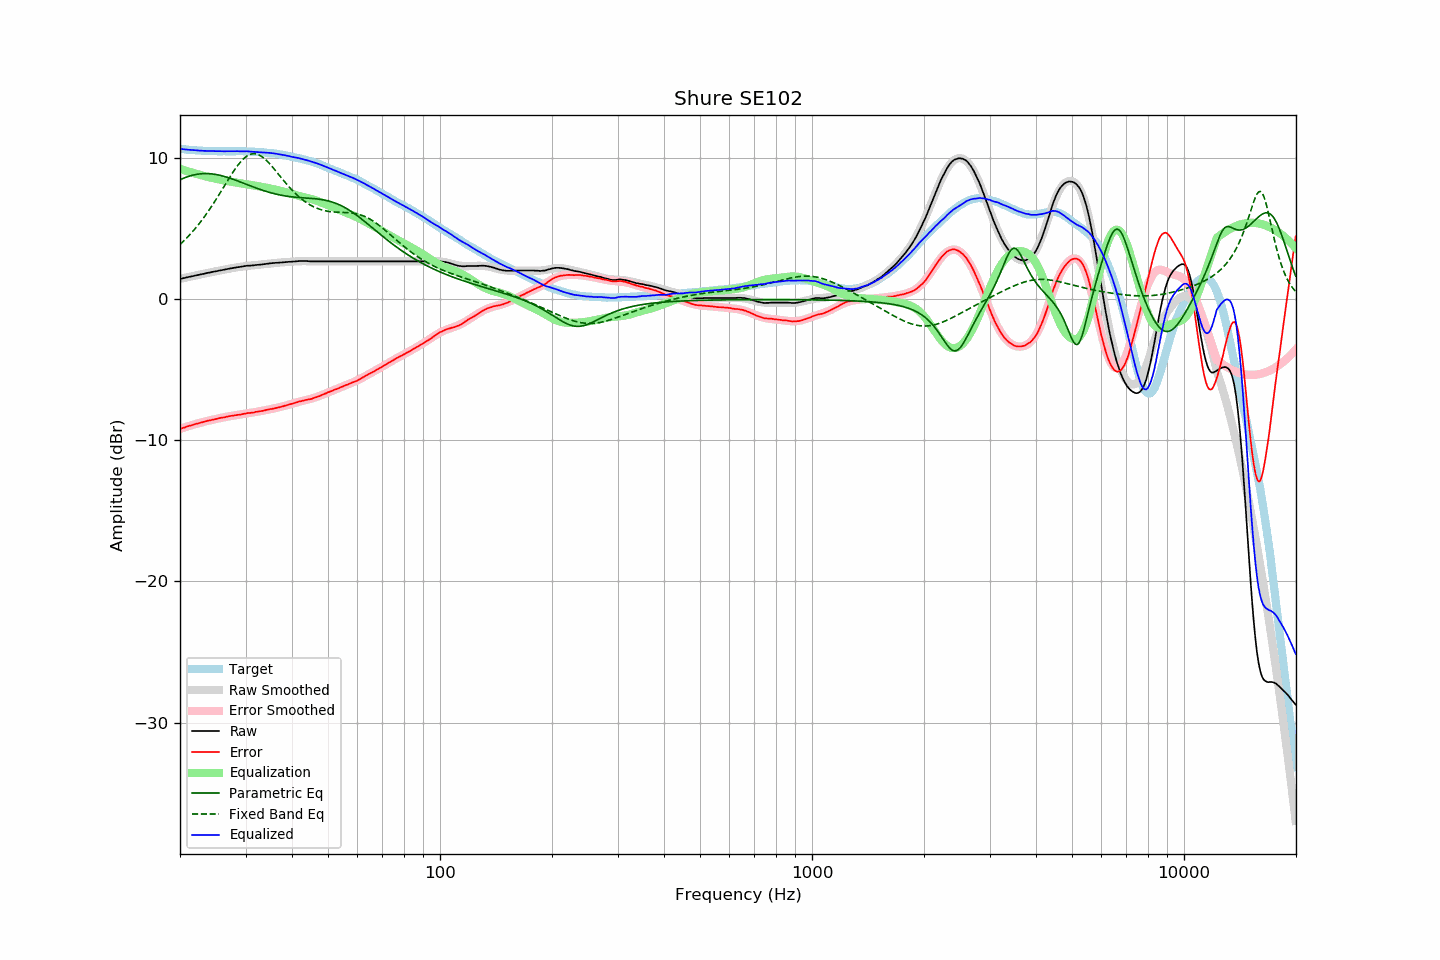 Shure SE102
10
0
−10
−20
−30
Amplitude (dBr)
100
1000
10000
Frequency (Hz)
Target
Raw Smoothed
Error Smoothed
Raw
Error
Equalization
Parametric Eq
Fixed Band Eq
Equalized